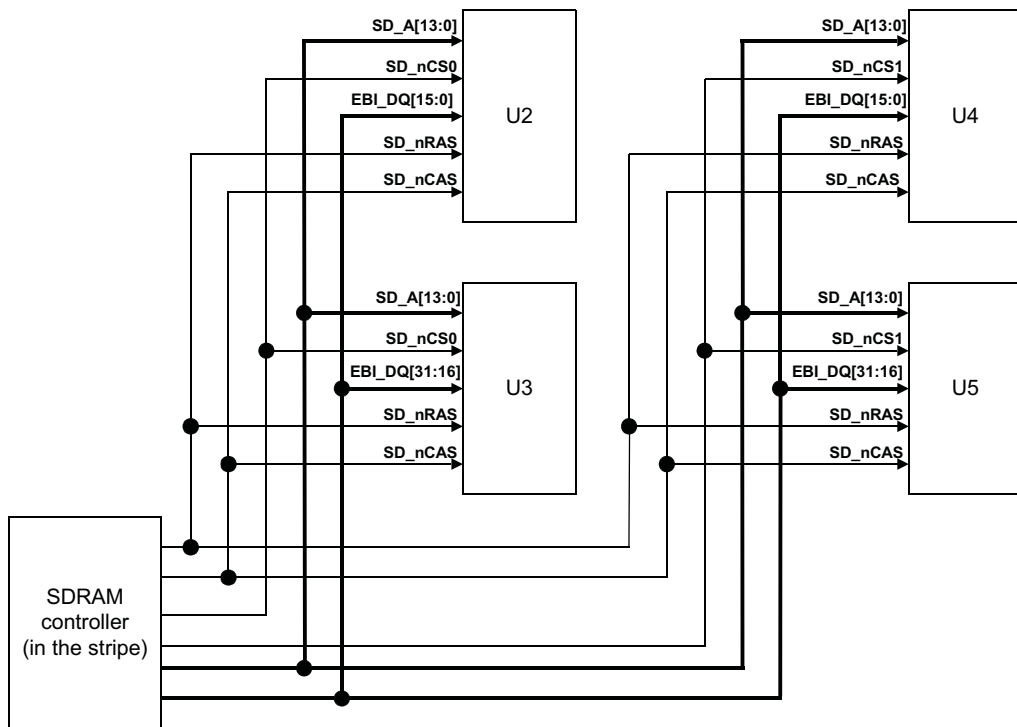 SD_A[13:0]
SD_nCS0
EBI_DQ[15:0]
SD_nRAS
SD_nCAS
U2
SD_A[13:0]
SD_nCS1
EBI_DQ[15:0]
SD_nRAS
SD_nCAS
U4
SD_A[13:0]
SD_nCS0
EBI_DQ[31:16]
SD_nRAS
SD_nCAS
U3
SD_A[13:0]
SD_nCS1
EBI_DQ[31:16]
SD_nRAS
SD_nCAS
U5
SDRAM
controller
(in the stripe)